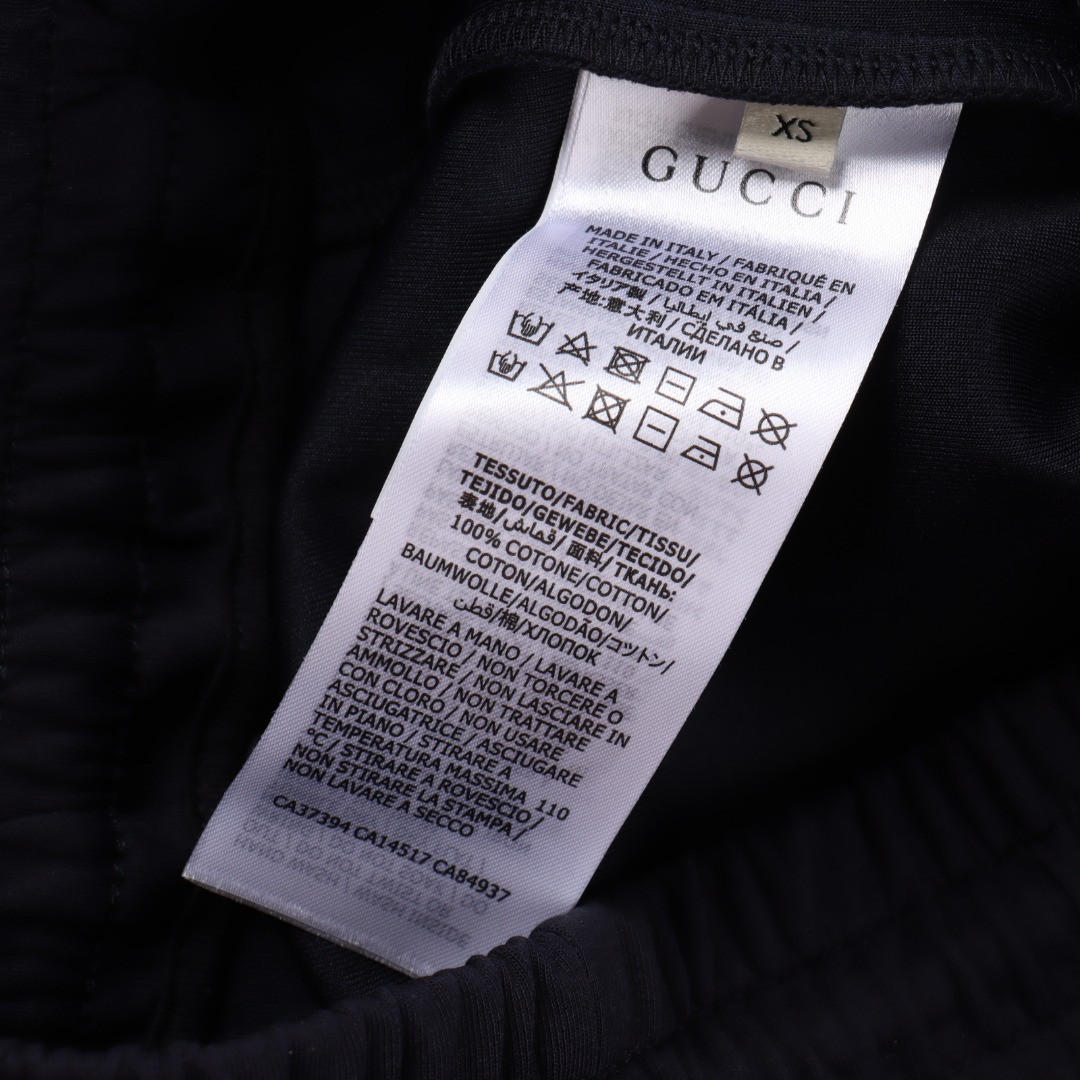 XS
GUCCI
MADE IN ITALY / FABRIQUÉ EN
ITALIE / HECHO EN ITALIA /
HERGESTELLT IN ITALIEN /
FABRICADO EM ITÁLIA /
イタリア製 / صنع في إيطاليا /
产地:意大利 / СДЕЛАНО В
ИТАЛИИ
TESSUTO/FABRIC/TISSU/
TEJIDO/GEWEBE/TECIDO/
表地/قماش/面料/ТКАНЬ:
100% COTONE/COTTON/
COTON/ALGODON/
BAUMWOLLE/ALGODÃO/コットン/
قطن/棉/ХЛОПОК
LAVARE A MANO / LAVARE A
ROVESCIO / NON TORCERE O
STRIZZARE / NON LASCIARE IN
AMMOLLO / NON TRATTARE
CON CLORO / NON USARE
ASCIUGATRICE / ASCIUGARE
IN PIANO / STIRARE A
TEMPERATURA MASSIMA 110
°C/ STIRARE A ROVESCIO /
NON STIRARE LA STAMPA /
NON LAVARE A SECCO
CA37394 CA14517 CA84937